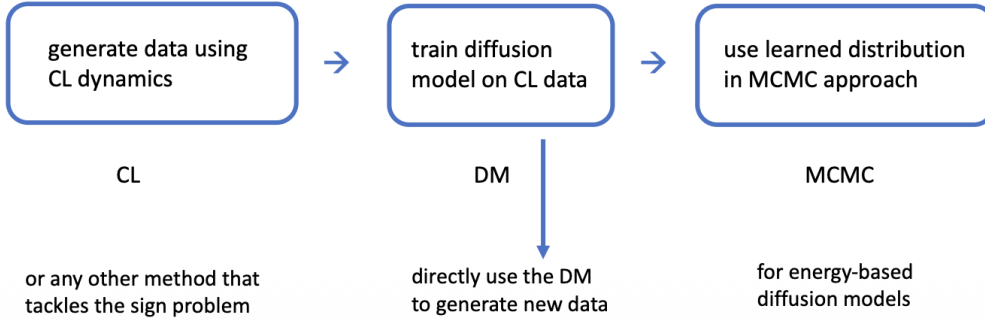 generate data using
CL dynamics
train diffusion
model on CL data
use learned distribution
in MCMC approach
CL
DM
MCMC
or any other method that
tackles the sign problem
directly use the DM
to generate new data
for energy-based
diffusion models